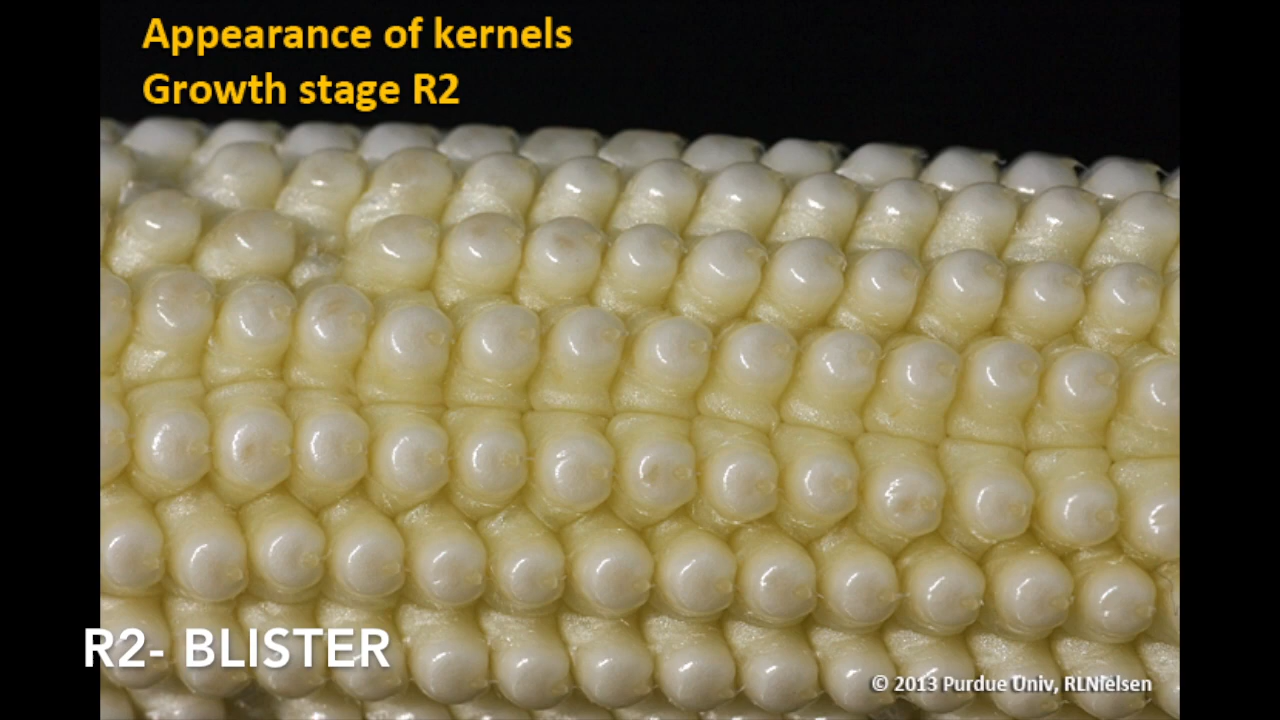 Appearance of kernels
Growth stage R2
R2- BLISTER
© 2013 Purdue Univ, RLNielsen